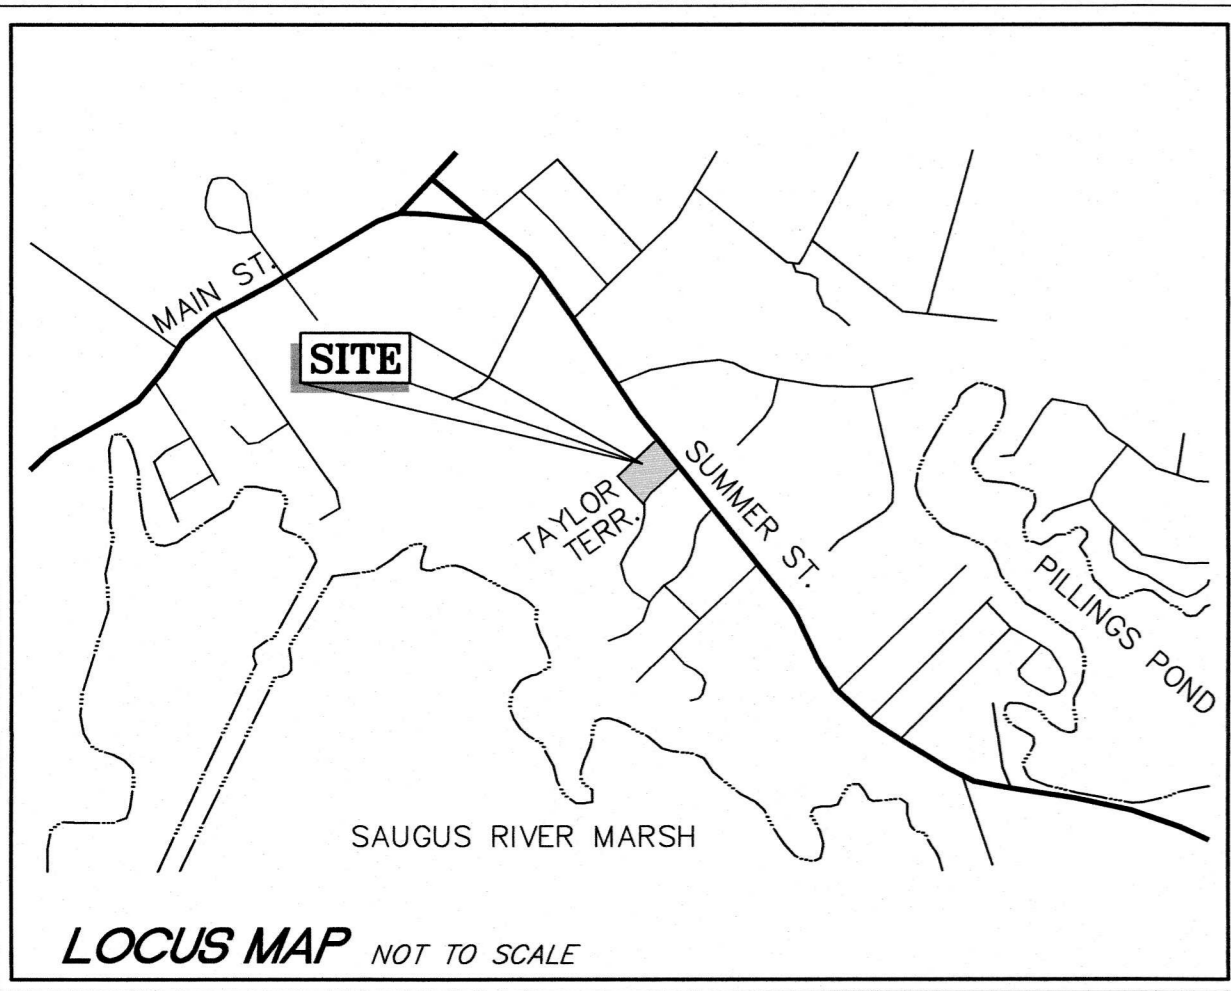 MAIN ST.
SITE
TAYLOR
TERR.
SUMMER ST.
PILLINGS POND
SAUGUS RIVER MARSH
LOCUS MAP NOT TO SCALE